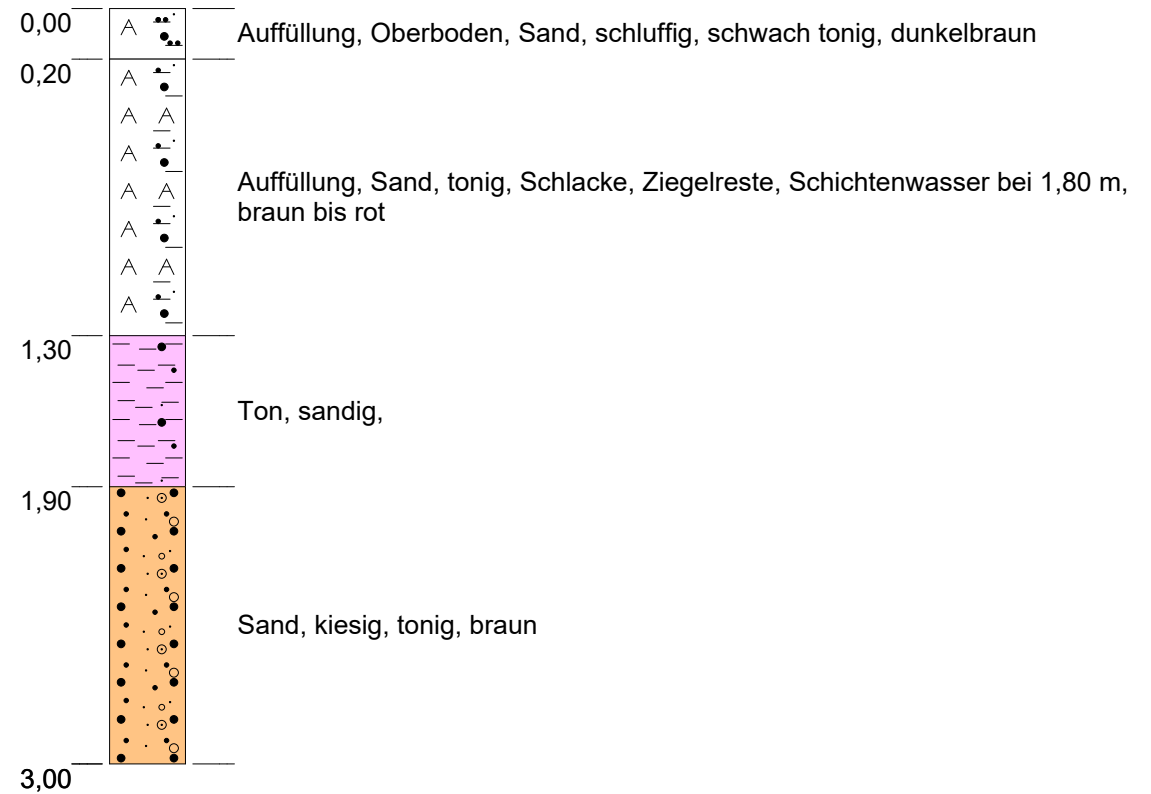 0,00
Auffüllung, Oberboden, Sand, schluffig, schwach tonig, dunkelbraun
0,20
Auffüllung, Sand, tonig, Schlacke, Ziegelreste, Schichtenwasser bei 1,80 m,
braun bis rot
1,30
Ton, sandig,
1,90
Sand, kiesig, tonig, braun
3,00